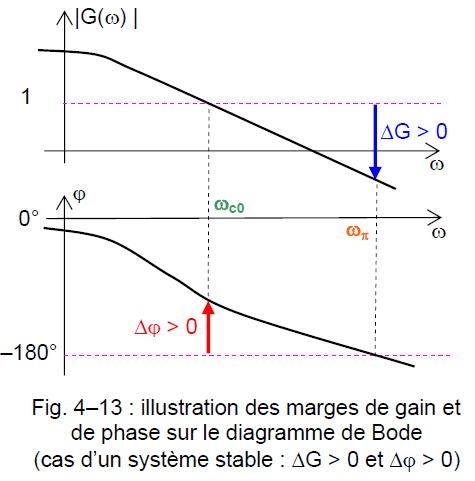 |G(ω) |
1
ΔG > 0
ω
φ
0°
ωc0
ωπ
ω
Δφ > 0
–180°
Fig. 4–13 : illustration des marges de gain et
de phase sur le diagramme de Bode
(cas d’un système stable : ΔG > 0 et Δφ > 0)